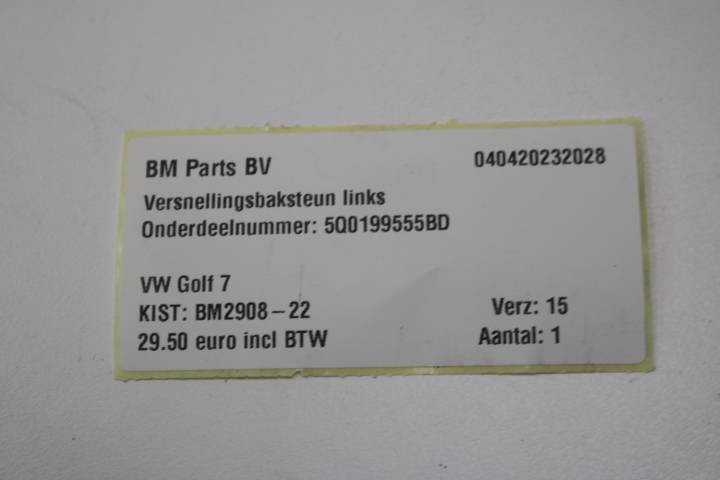 BM Parts BV 040420232028
Versnellingsbaksteun links
Onderdeelnummer: 5Q0199555BD
VW Golf 7
KIST: BM2908-22 Verz: 15
29.50 euro incl BTW Aantal: 1